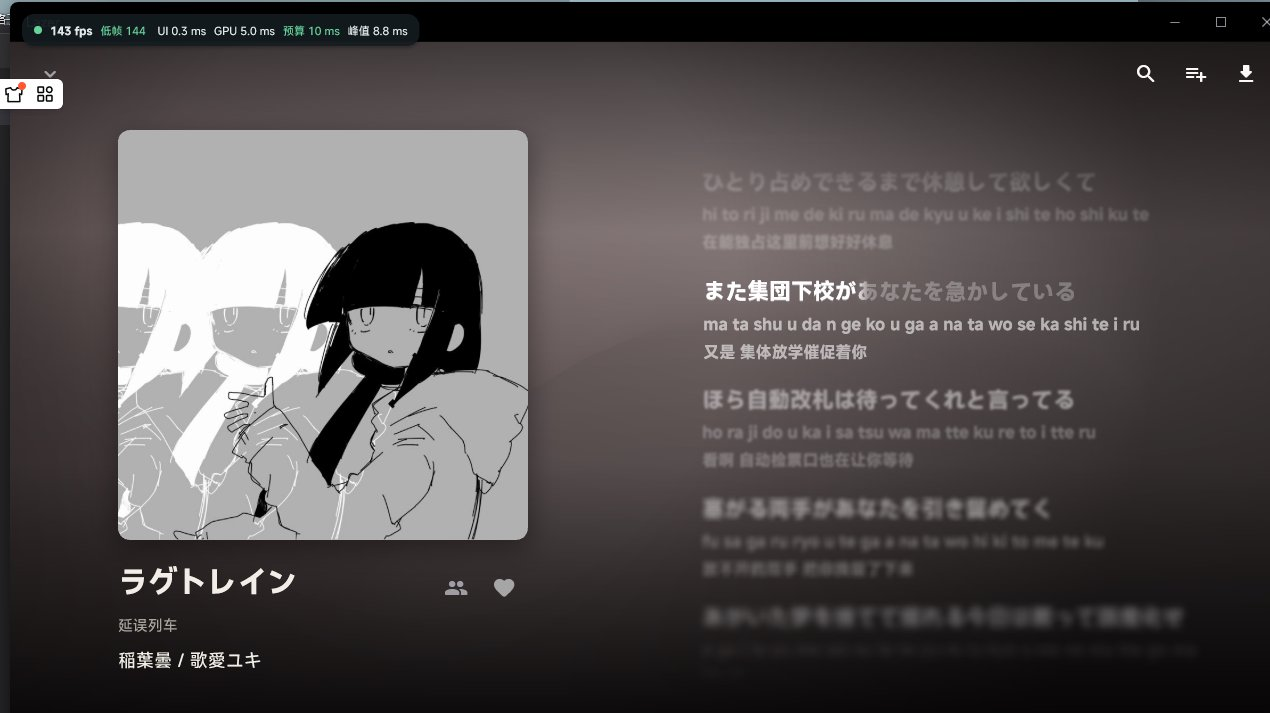 143 fps 低帧 144 UI 0.3 ms GPU 5.0 ms 预算 10 ms 峰值 8.8 ms
ひとり占めできるまで休憩して欲しくて
hi to ri ji me de ki ru ma de kyu u ke i shi te ho shi ku te
在能独占这里前想好好休息
また集団下校があなたを急かしている
ma ta shu u da n ge ko u ga a na ta wo se ka shi te i ru
又是 集体放学催促着你
ほら自動改札は待ってくれと言ってる
ho ra ji do u ka i sa tsu wa ma tte ku re to i tte ru
看啊 自动检票口也在让你等待
塞がる両手があなたを引き留めてく
fu sa ga ru ryo u te ga a na ta wo hi ki to me te ku
ラグトレイン
延误列车
稲葉曇 / 歌愛ユキ